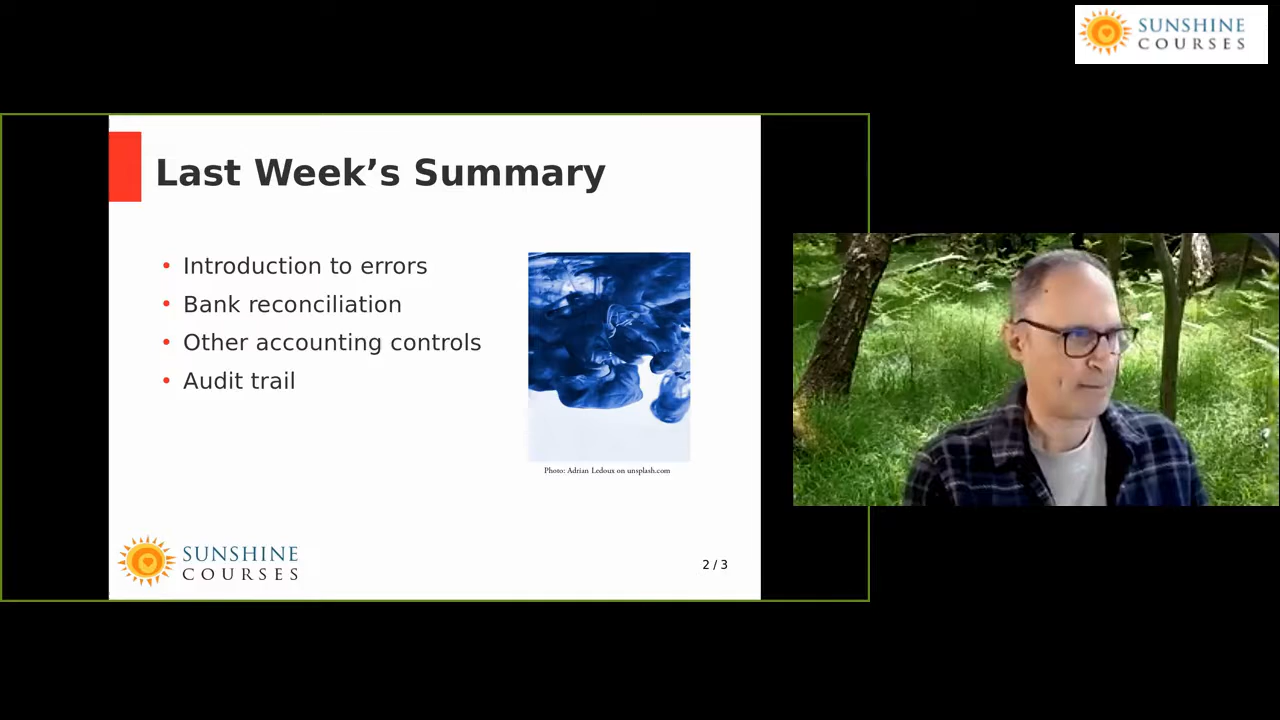 SUNSHINE
COURSES
Last Week’s Summary
• Introduction to errors
• Bank reconciliation
• Other accounting controls
• Audit trail
Photo: Adrian Ledoux on unsplash.com
SUNSHINE
COURSES
2 / 3